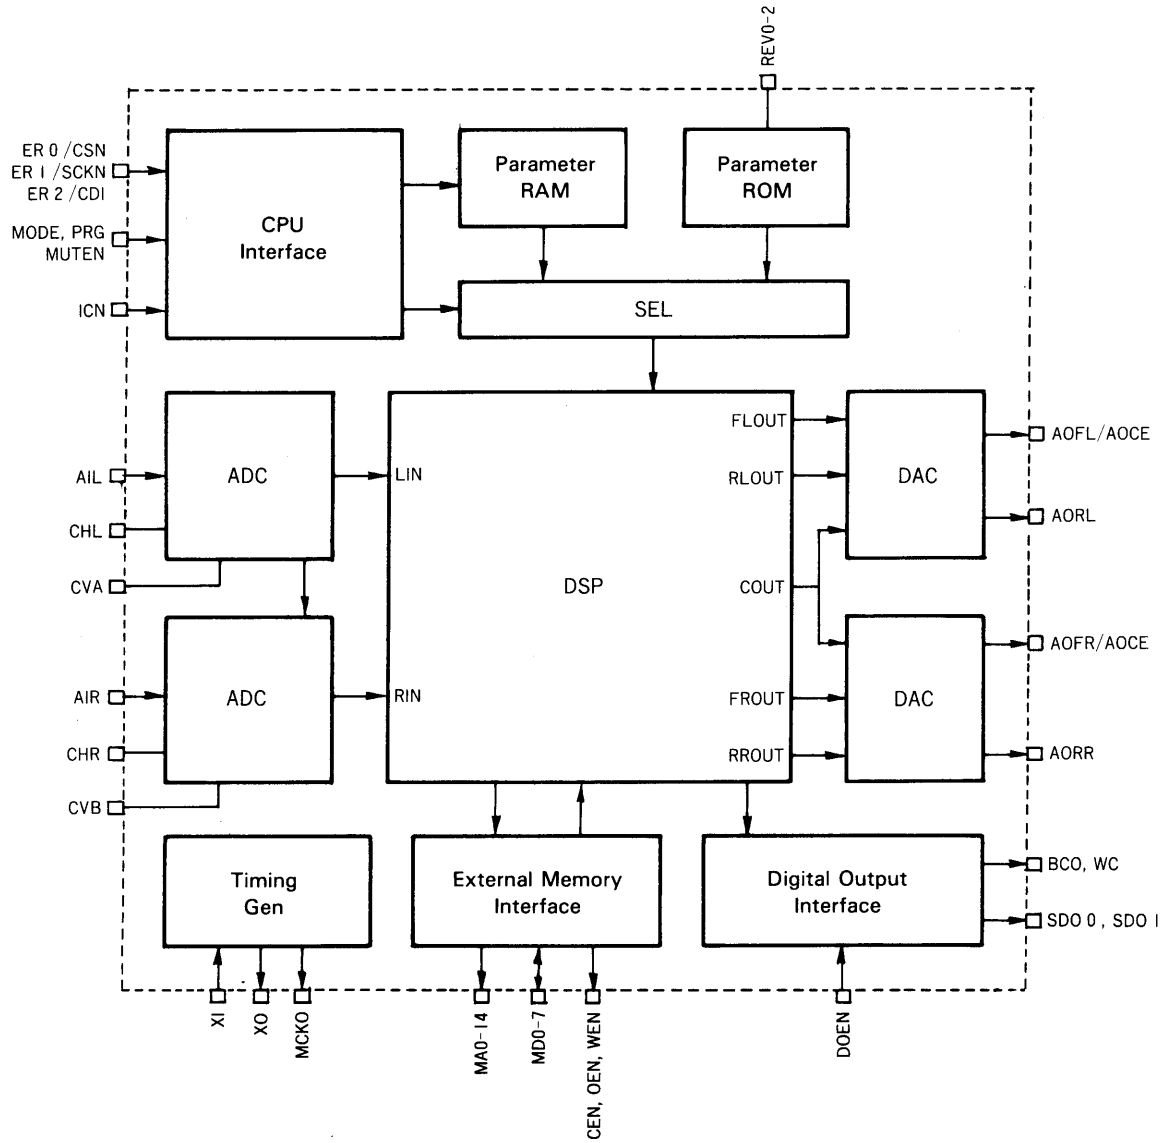 REV0-2
ER 0 /CSN
ER 1 /SCKN
ER 2 /CDI
MODE, PRG
MUTEN
ICN
CPU
Interface
Parameter
RAM
Parameter
ROM
SEL
AIL
CHL
CVA
ADC
LIN
AIR
CHR
CVB
ADC
RIN
DSP
FLOUT
RLOUT
COUT
FROUT
RROUT
DAC
DAC
AOFL/AOCE
AORL
AOFR/AOCE
AORR
Timing
Gen
External Memory
Interface
Digital Output
Interface
BCO, WC
SDO 0, SDO 1
XI
XO
MCKO
MA0-14
MD0-7
CEN, OEN, WEN
DOEN